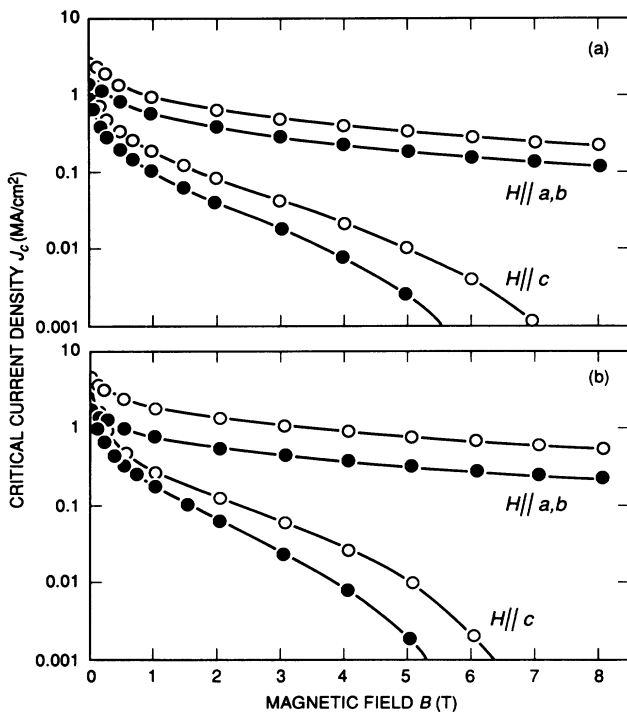 10
(a)
1
0.1
H// a,b
0.01
H// c
0.001
10
(b)
1
0.1
H// a,b
0.01
H// c
0.001
0 1 2 3 4 5 6 7 8
MAGNETIC FIELD B (T)
CRITICAL CURRENT DENSITY Jc (MA/cm²)